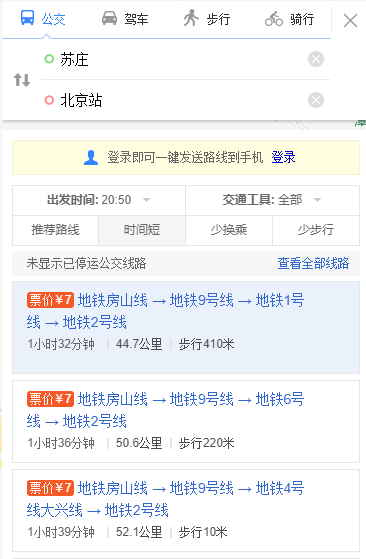 公交 驾车 步行 骑行
苏庄
北京站
登录即可一键发送路线到手机 登录
出发时间: 20:50 交通工具: 全部
推荐路线 时间短 少换乘 少步行
未显示已停运公交线路 查看全部线路
票价¥7 地铁房山线 → 地铁9号线 → 地铁1号
线 → 地铁2号线
1小时32分钟 | 44.7公里 | 步行410米
票价¥7 地铁房山线 → 地铁9号线 → 地铁6号
线 → 地铁2号线
1小时36分钟 | 50.6公里 | 步行220米
票价¥7 地铁房山线 → 地铁9号线 → 地铁4号
线大兴线 → 地铁2号线
1小时39分钟 | 52.1公里 | 步行10米